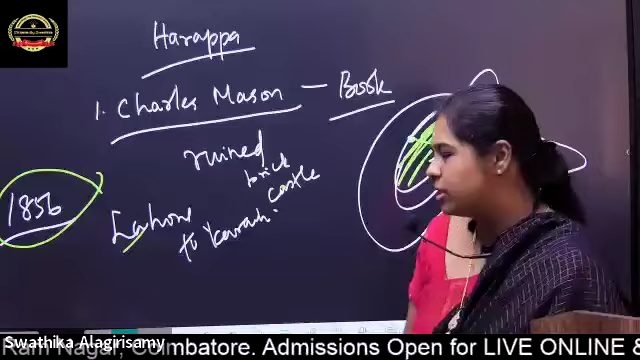 Harappa
1. Charles Mason — Book
ruined
brick
castle
1856
Lahore
to Karachi.
Swathika Alagirisamy
Ram Nagar, Coimbatore. Admissions Open for LIVE ONLINE